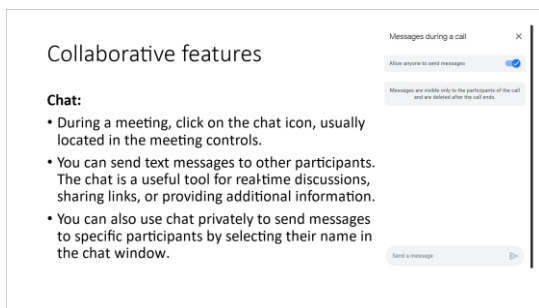 Collaborative features
Chat:
• During a meeting, click on the chat icon, usually
located in the meeting controls.
• You can send text messages to other participants.
The chat is a useful tool for real-time discussions,
sharing links, or providing additional information.
• You can also use chat privately to send messages
to specific participants by selecting their name in
the chat window.
Messages during a call
Allow anyone to send messages
Messages are visible only to the participants of the call
and are deleted after the call ends.
Send a message